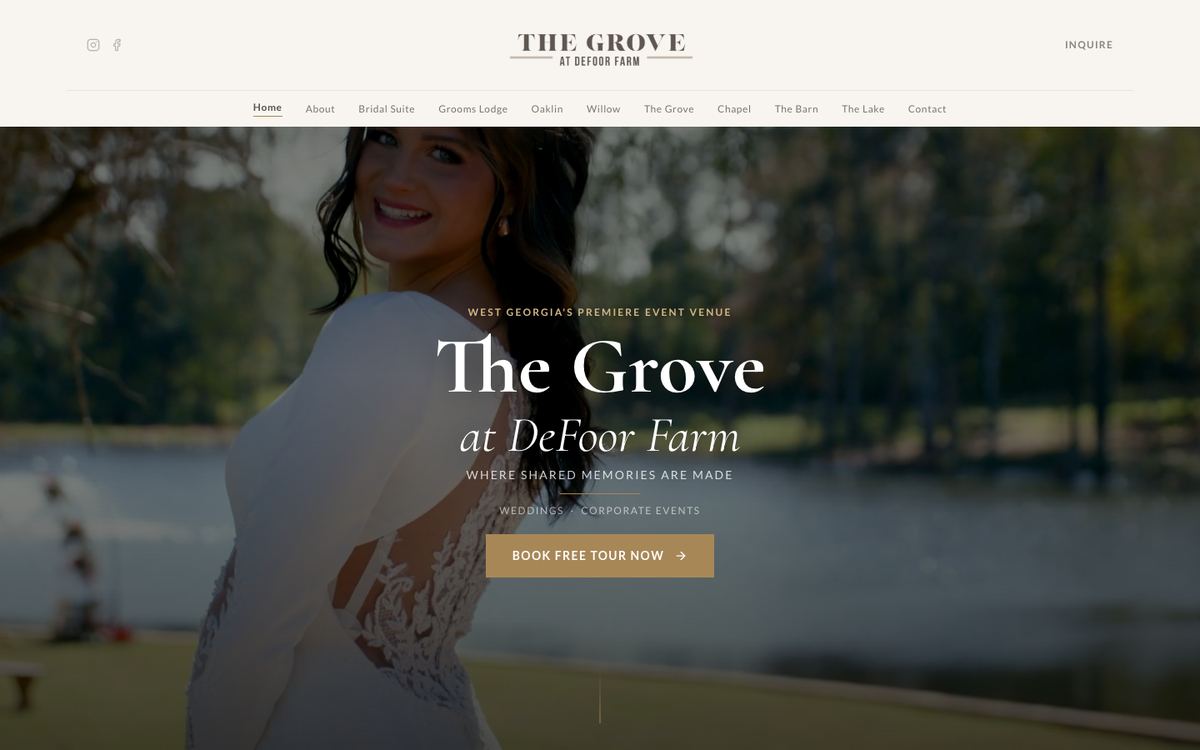 THE GROVE
AT DEFOOR FARM
INQUIRE
Home About Bridal Suite Grooms Lodge Oaklin Willow The Grove Chapel The Barn The Lake Contact
WEST GEORGIA'S PREMIERE EVENT VENUE
The Grove
at DeFoor Farm
WHERE SHARED MEMORIES ARE MADE
WEDDINGS · CORPORATE EVENTS
BOOK FREE TOUR NOW →